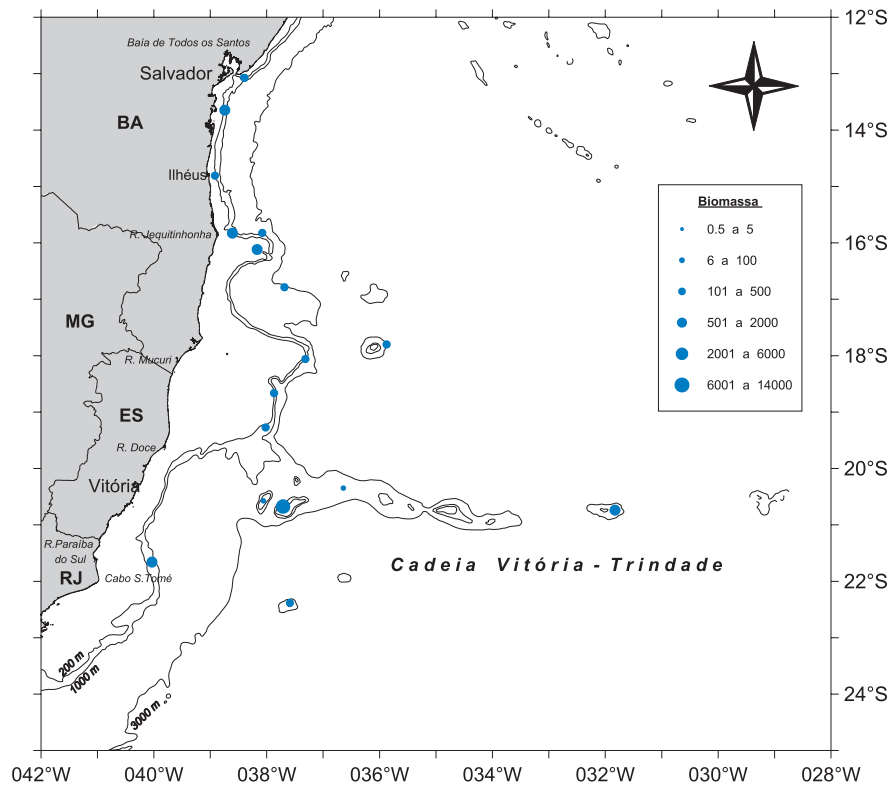 12°S
14°S
16°S
18°S
20°S
22°S
24°S
Baía de Todos os Santos
Salvador
BA
Ilhéus
R. Jequitinhonha
MG
R. Mucuri
ES
R. Doce
Vitória
R.Paraíba
do Sul
RJ
Cabo S.Tomé
200 m
1000 m
3000 m
Cadeia Vitória - Trindade
Biomassa
0.5 a 5
6 a 100
101 a 500
501 a 2000
2001 a 6000
6001 a 14000
042°W 040°W 038°W 036°W 034°W 032°W 030°W 028°W